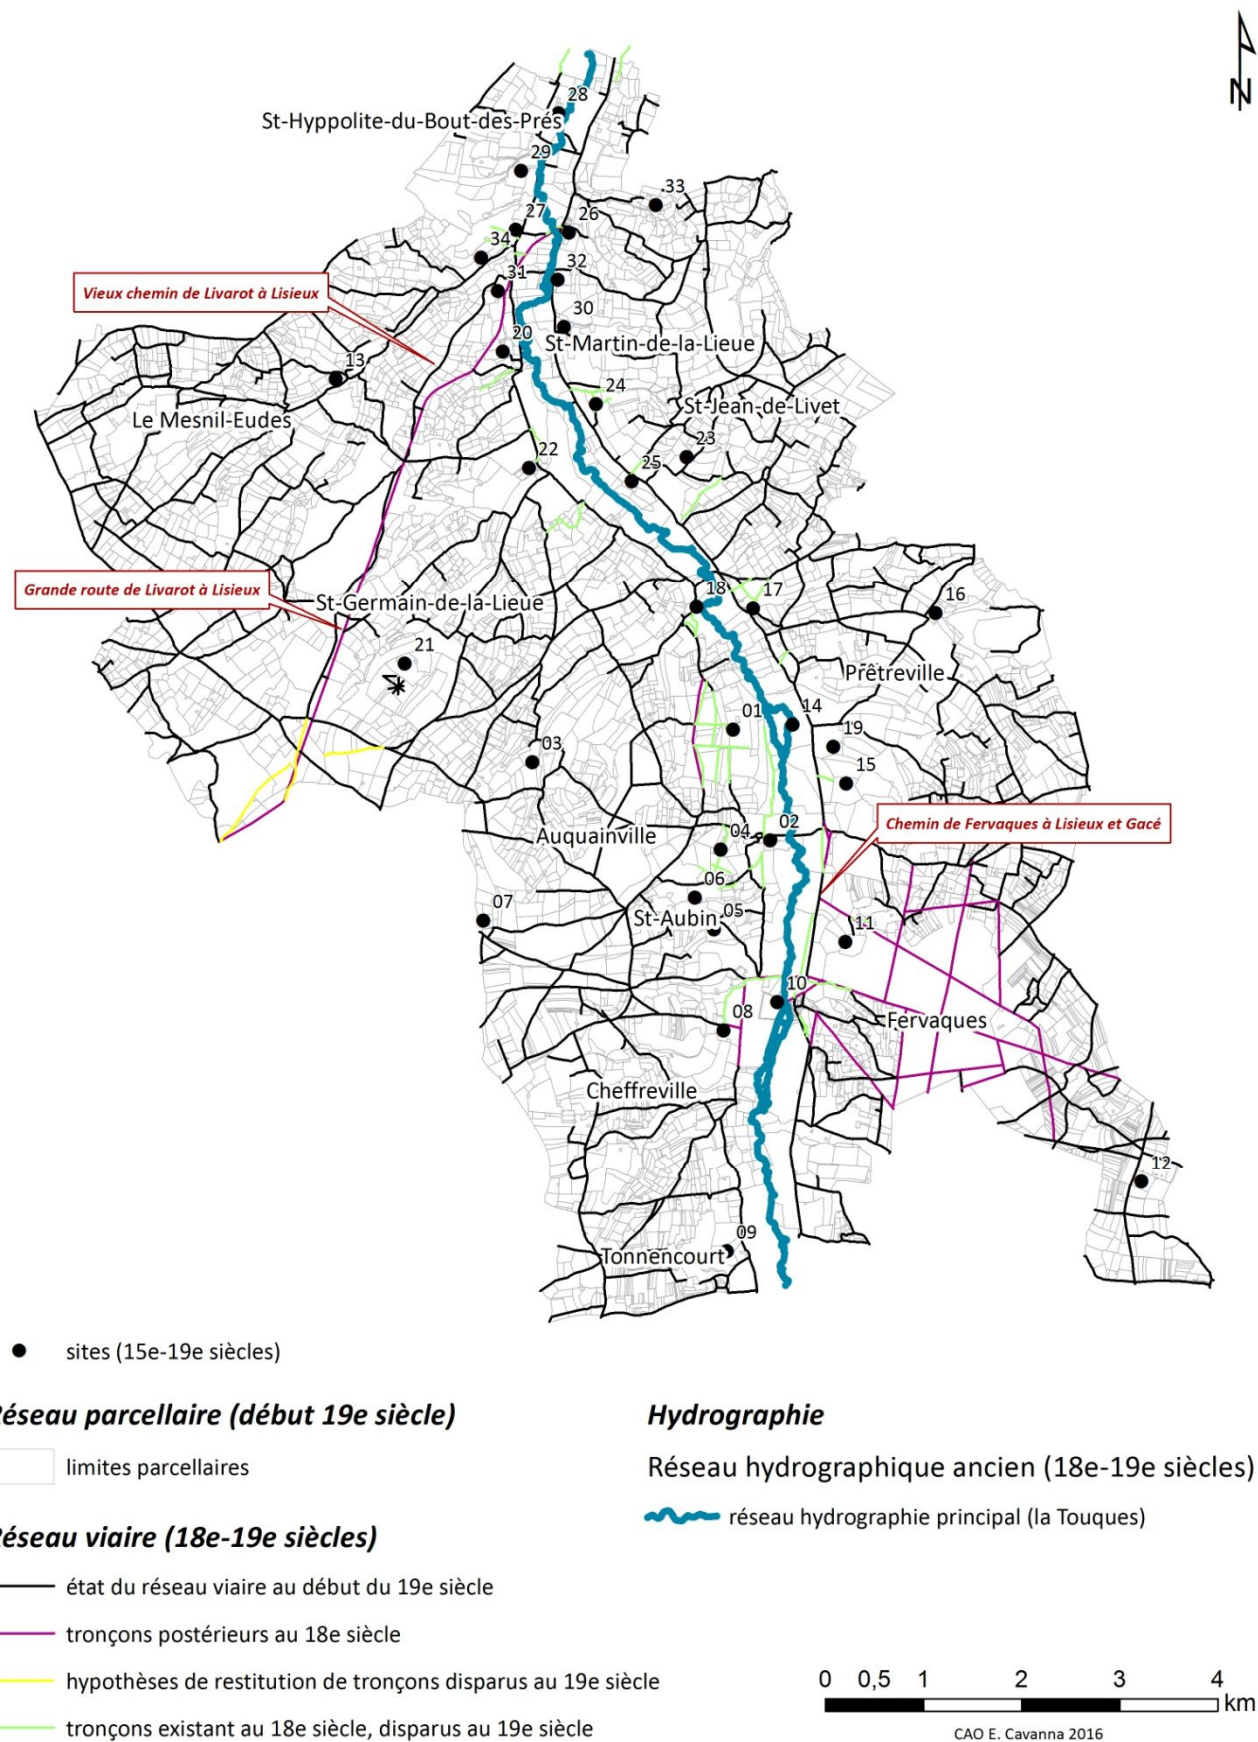 N
28
St-Hyppolite-du-Bout-des-Prés
29
33
27
26
34
32
31
Vieux chemin de Livarot à Lisieux
30
20
St-Martin-de-la-Lieue
13
24
St-Jean-de-Livet
Le Mesnil-Eudes
23
22
25
Grande route de Livarot à Lisieux
18
17
16
St-Germain-de-la-Lieue
21
Prêtreville
01
14
19
03
15
02
Chemin de Fervaques à Lisieux et Gacé
04
Auquainville
06
07
05
St-Aubin
11
10
08
Fervaques
Cheffreville
12
09
Tonnencourt
sites (15e-19e siècles)
éseau parcellaire (début 19e siècle)
limites parcellaires
éseau viaire (18e-19e siècles)
état du réseau viaire au début du 19e siècle
tronçons postérieurs au 18e siècle
hypothèses de restitution de tronçons disparus au 19e siècle
tronçons existant au 18e siècle, disparus au 19e siècle
Hydrographie
Réseau hydrographique ancien (18e-19e siècles)
réseau hydrographie principal (la Touques)
0 0,5 1 2 3 4
km
CAO E. Cavanna 2016